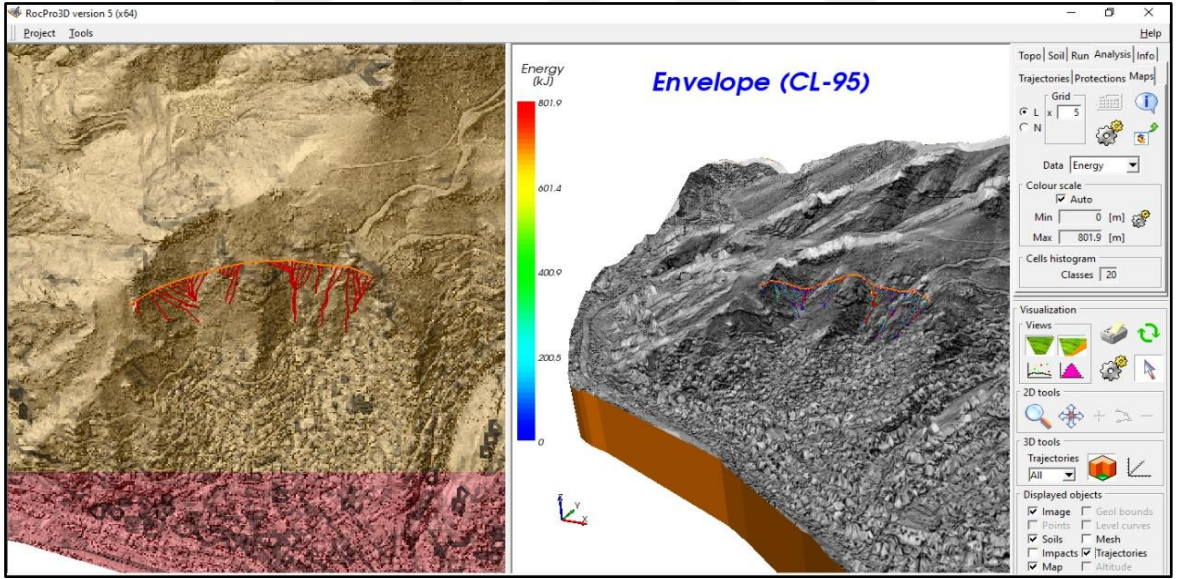 RocPro3D version 5 (x64)
Project Tools Help
Energy
(kJ)
801.9
601.4
400.9
200.5
0
Envelope (CL-95)
Z
Y
X
Topo Soil Run Analysis Info
Trajectories Protections Maps
Grid
L x 5
N
Data Energy
Colour scale
Auto
Min 0 [m]
Max 801.9 [m]
Cells histogram
Classes 20
Visualization
Views
2D tools
3D tools
Trajectories
All
Displayed objects
Image Geol bounds
Points Level curves
Soils Mesh
Impacts Trajectories
Map Altitude